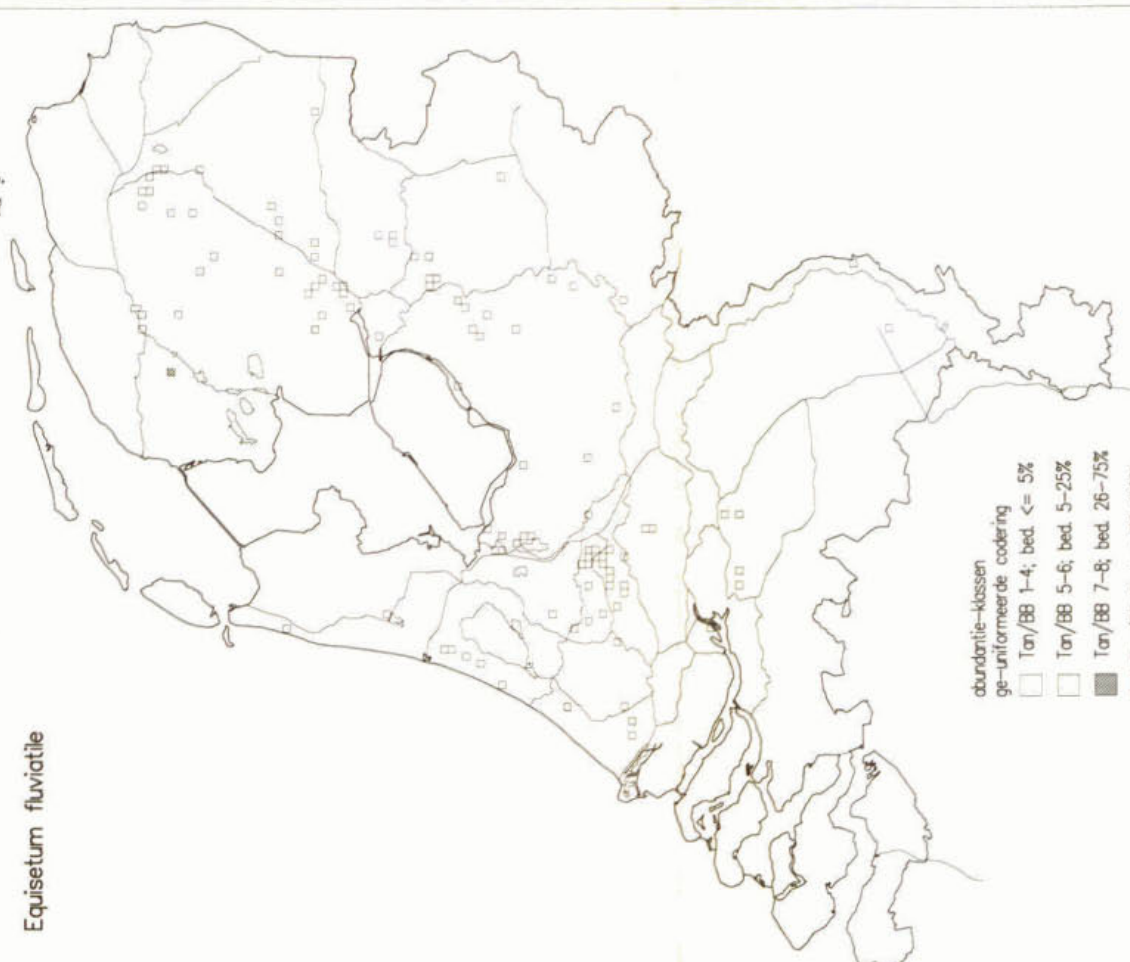 Equisetum fluviatile
abundantie-klassen
ge-uniformeerde codering
Tan/BB 1-4; bed. <= 5%
Tan/BB 5-6; bed. 5-25%
Tan/BB 7-8; bed. 26-75%